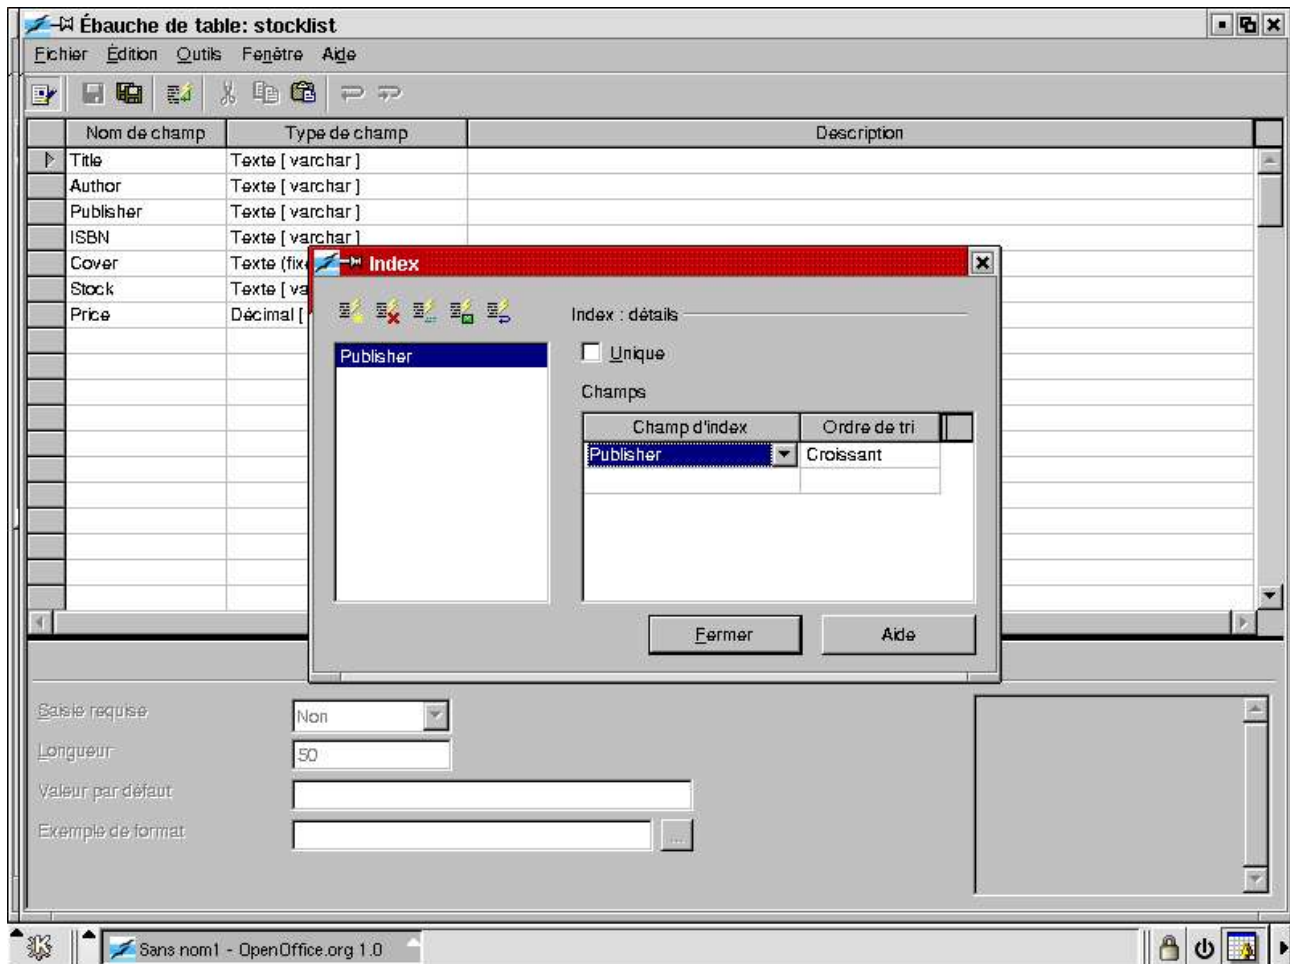 Ébauche de table: stocklist
Fichier Édition Outils Fenêtre Aide
Nom de champ Type de champ Description
Title Texte [ varchar ]
Author Texte [ varchar ]
Publisher Texte [ varchar ]
ISBN Texte [ varchar ]
Cover Texte (fix
Stock Texte [ va
Price Décimal [
Index
Index : détails
Publisher
Unique
Champs
Champ d'index Ordre de tri
Publisher Croissant
Fermer Aide
Saisie requise Non
Longueur 50
Valeur par défaut
Exemple de format ...
Sans nom1 - OpenOffice.org 1.0